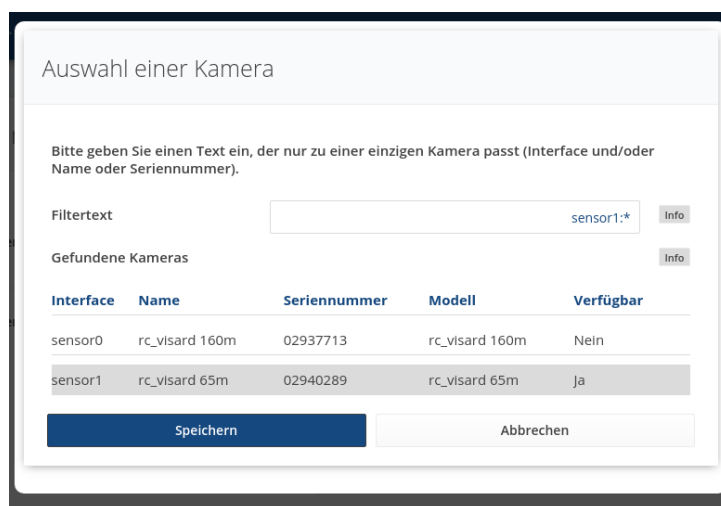 Auswahl einer Kamera
Bitte geben Sie einen Text ein, der nur zu einer einzigen Kamera passt (Interface und/oder
Name oder Seriennummer).
Filtertext sensor1:* Info
Gefundene Kameras Info
Interface Name Seriennummer Modell Verfügbar
sensor0 rc_visard 160m 02937713 rc_visard 160m Nein
sensor1 rc_visard 65m 02940289 rc_visard 65m Ja
Speichern Abbrechen